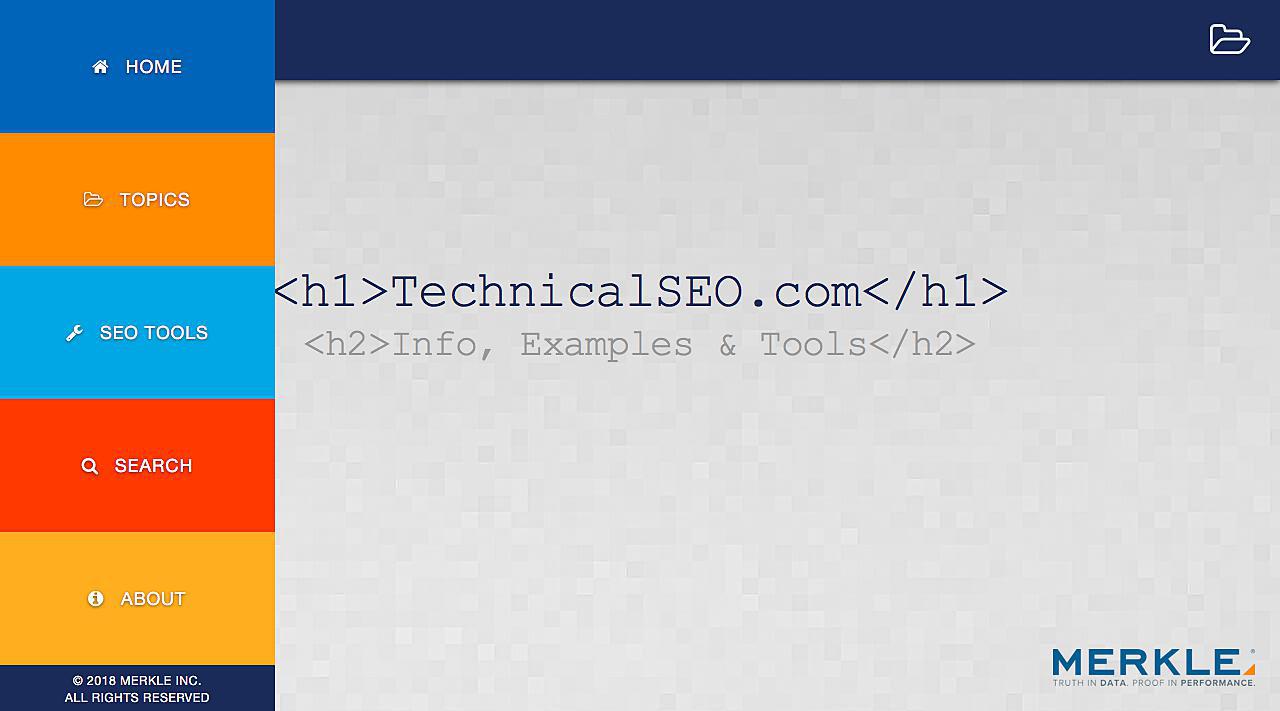 HOME
TOPICS
SEO TOOLS
SEARCH
ABOUT
© 2018 MERKLE INC.
ALL RIGHTS RESERVED
<h1>TechnicalSEO.com</h1>
<h2>Info, Examples & Tools</h2>
MERKLE®
TRUTH IN DATA. PROOF IN PERFORMANCE.